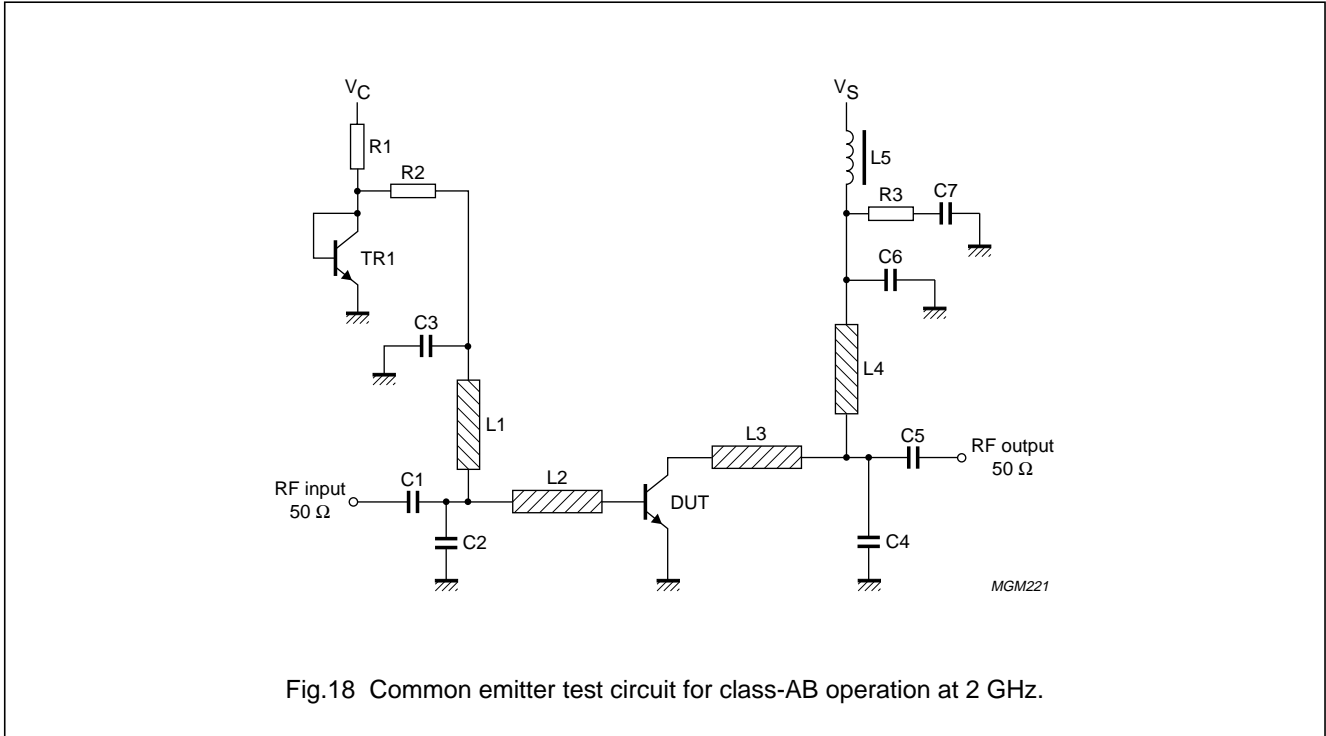 VC
VS
R1
L5
R2
R3
C7
TR1
C6
C3
L4
L1
L3
C5
RF output
50 Ω
L2
RF input
50 Ω
C1
DUT
C2
C4
MGM221
Fig.18 Common emitter test circuit for class-AB operation at 2 GHz.